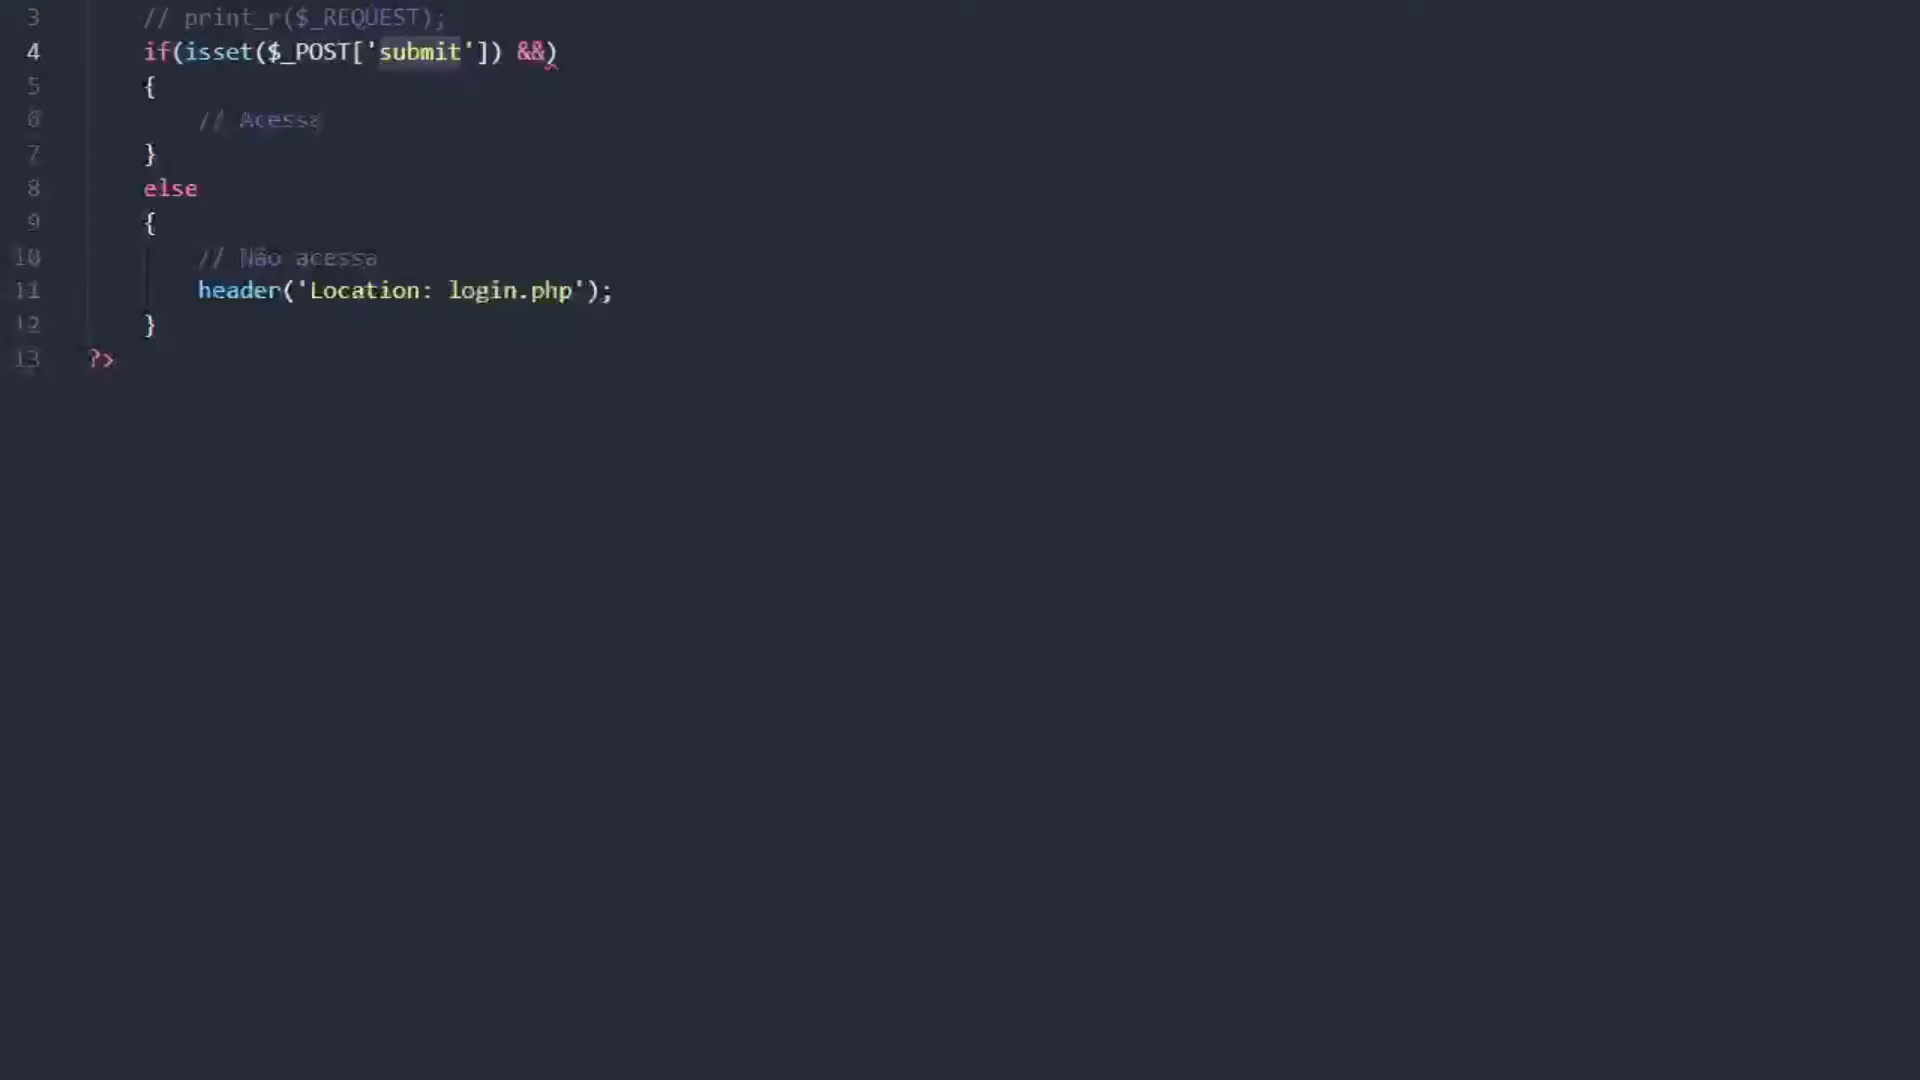 3 // print_r($_REQUEST);
4 if(isset($_POST['submit']) &&)
5 {
6 // Acessa
7 }
8 else
9 {
10 // Não acessa
11 header('Location: login.php');
12 }
13 ?>